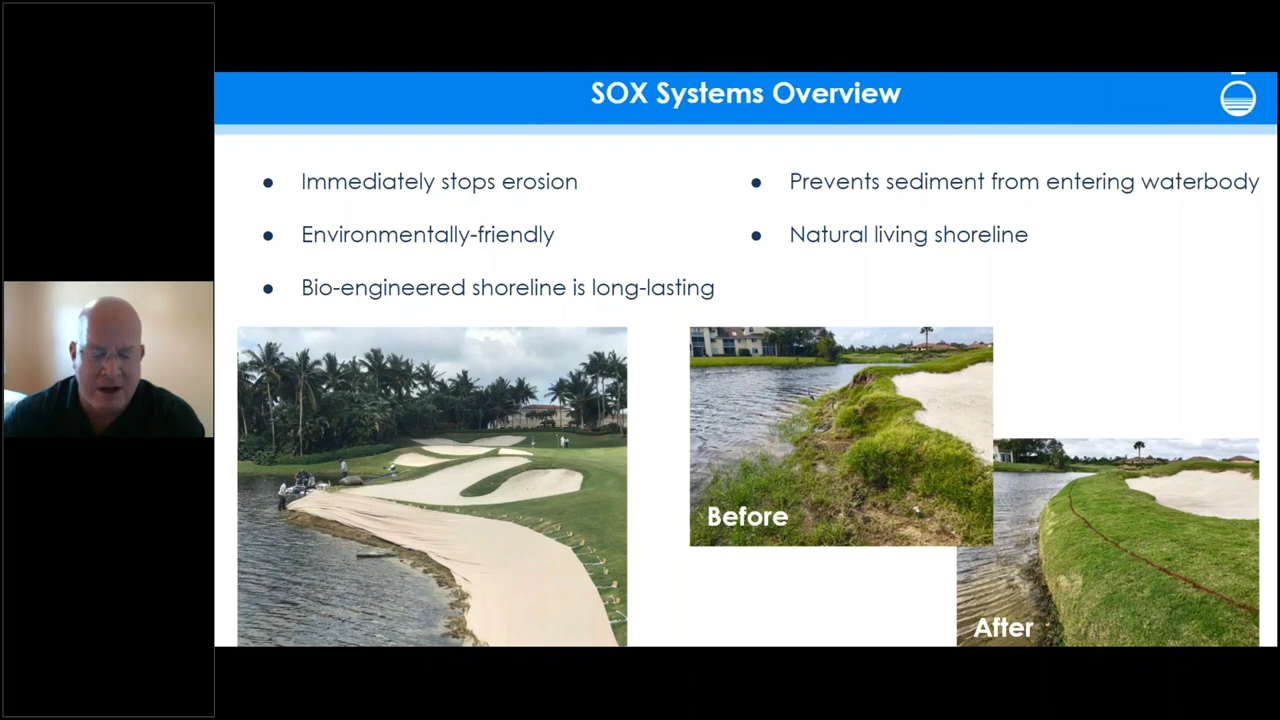 SOX Systems Overview
● Immediately stops erosion
● Environmentally-friendly
● Bio-engineered shoreline is long-lasting
● Prevents sediment from entering waterbody
● Natural living shoreline
Before
After